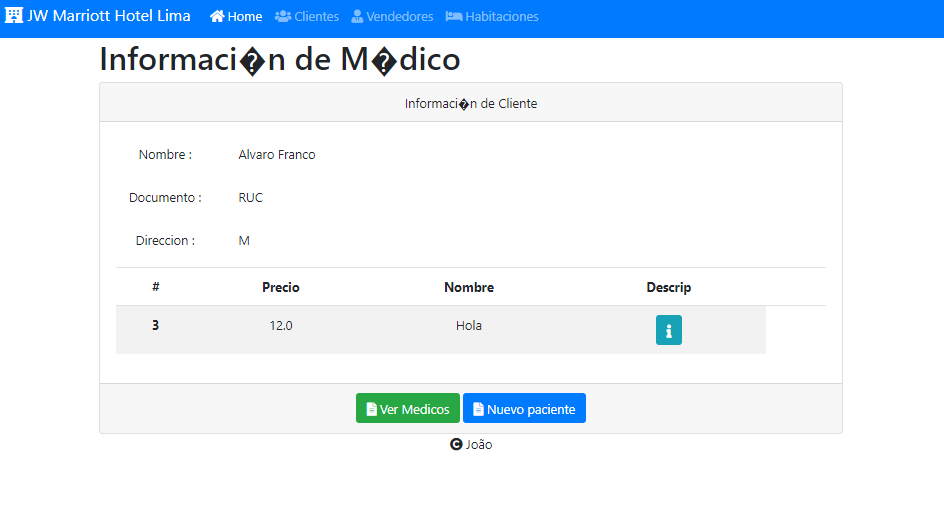 JW Marriott Hotel Lima Home Clientes Vendedores Habitaciones
Informaci�n de M�dico
Informaci�n de Cliente
Nombre : Alvaro Franco
Documento : RUC
Direccion : M
# Precio Nombre Descrip
3 12.0 Hola
Ver Medicos Nuevo paciente
João